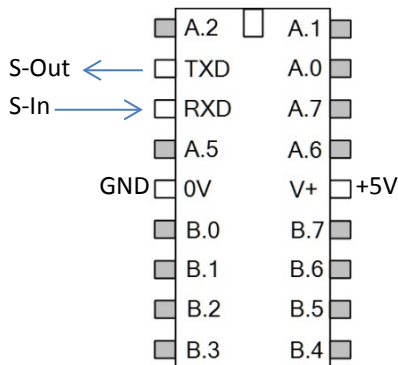 A.2 A.1
S-Out TXD A.0
S-In RXD A.7
A.5 A.6
GND 0V V+ +5V
B.0 B.7
B.1 B.6
B.2 B.5
B.3 B.4